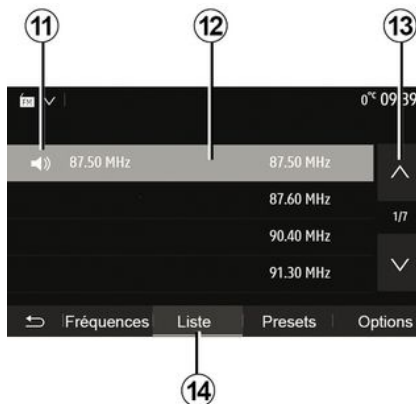 11 12 13
FM 0°C 09 39
87.50 MHz 87.50 MHz
87.60 MHz
1/7
90.40 MHz
91.30 MHz
Fréquences Liste Presets Options
14